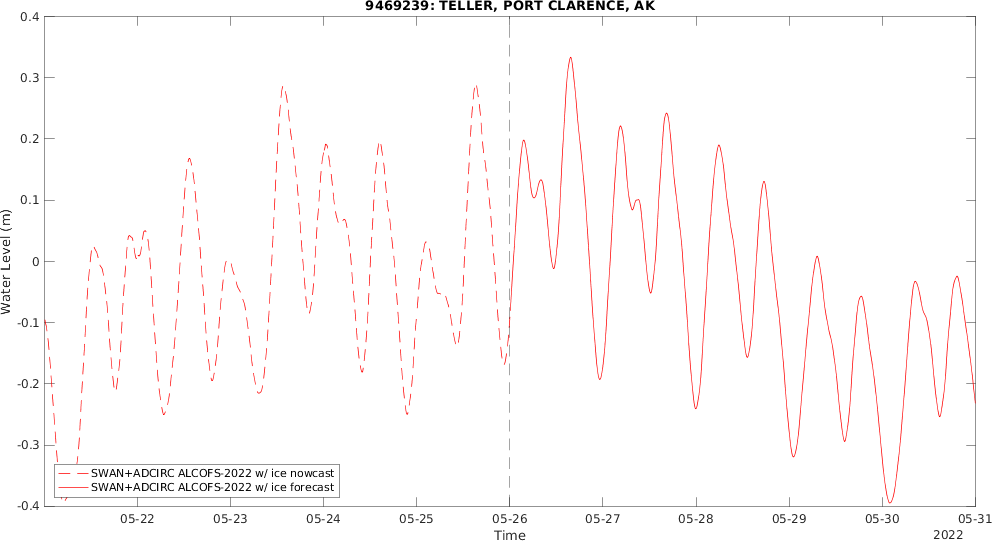 9469239: TELLER, PORT CLARENCE, AK
0.4
0.3
0.2
0.1
0
-0.1
-0.2
-0.3
-0.4
Water Level (m)
SWAN+ADCIRC ALCOFS-2022 w/ ice nowcast
SWAN+ADCIRC ALCOFS-2022 w/ ice forecast
05-22 05-23 05-24 05-25 05-26 05-27 05-28 05-29 05-30 05-31
Time
2022